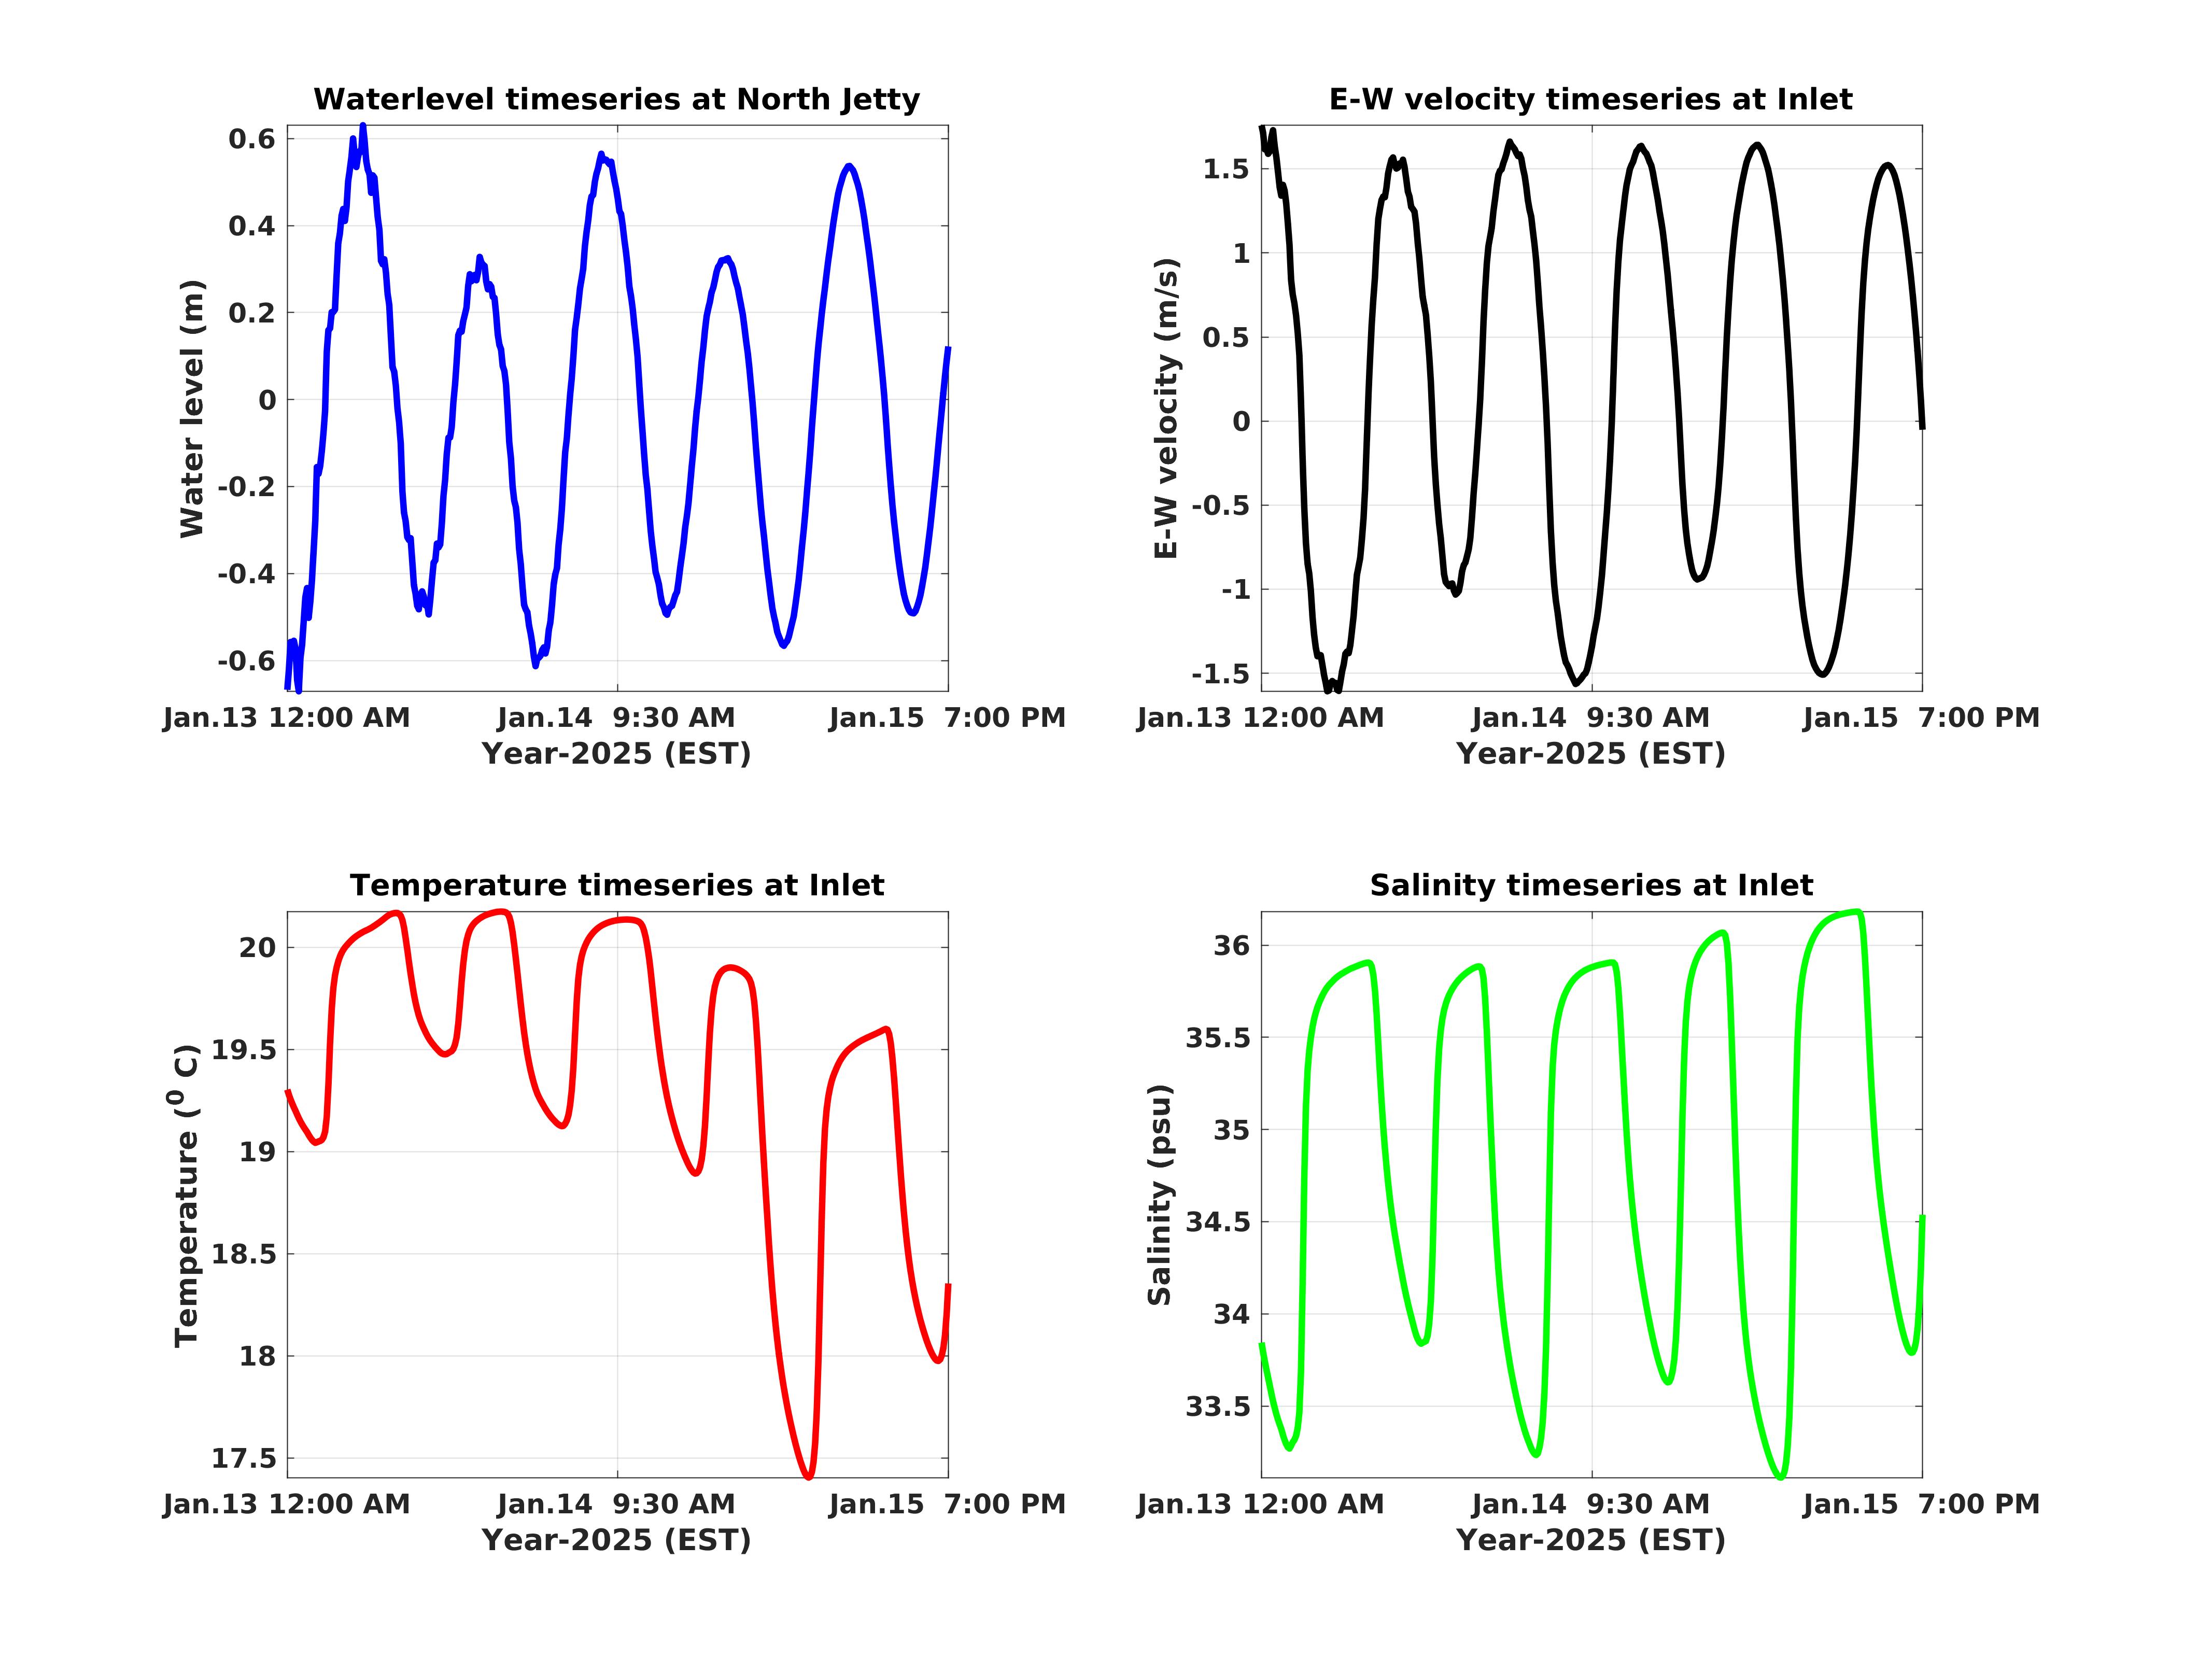 Waterlevel timeseries at North Jetty
0.6
0.4
0.2
0
-0.2
-0.4
-0.6
Water level (m)
Jan.13 12:00 AM Jan.14 9:30 AM Jan.15 7:00 PM
Year-2025 (EST)
E-W velocity timeseries at Inlet
1.5
1
0.5
0
-0.5
-1
-1.5
E-W velocity (m/s)
Jan.13 12:00 AM Jan.14 9:30 AM Jan.15 7:00 PM
Year-2025 (EST)
Temperature timeseries at Inlet
20
19.5
19
18.5
18
17.5
Temperature (⁰ C)
Jan.13 12:00 AM Jan.14 9:30 AM Jan.15 7:00 PM
Year-2025 (EST)
Salinity timeseries at Inlet
36
35.5
35
34.5
34
33.5
Salinity (psu)
Jan.13 12:00 AM Jan.14 9:30 AM Jan.15 7:00 PM
Year-2025 (EST)